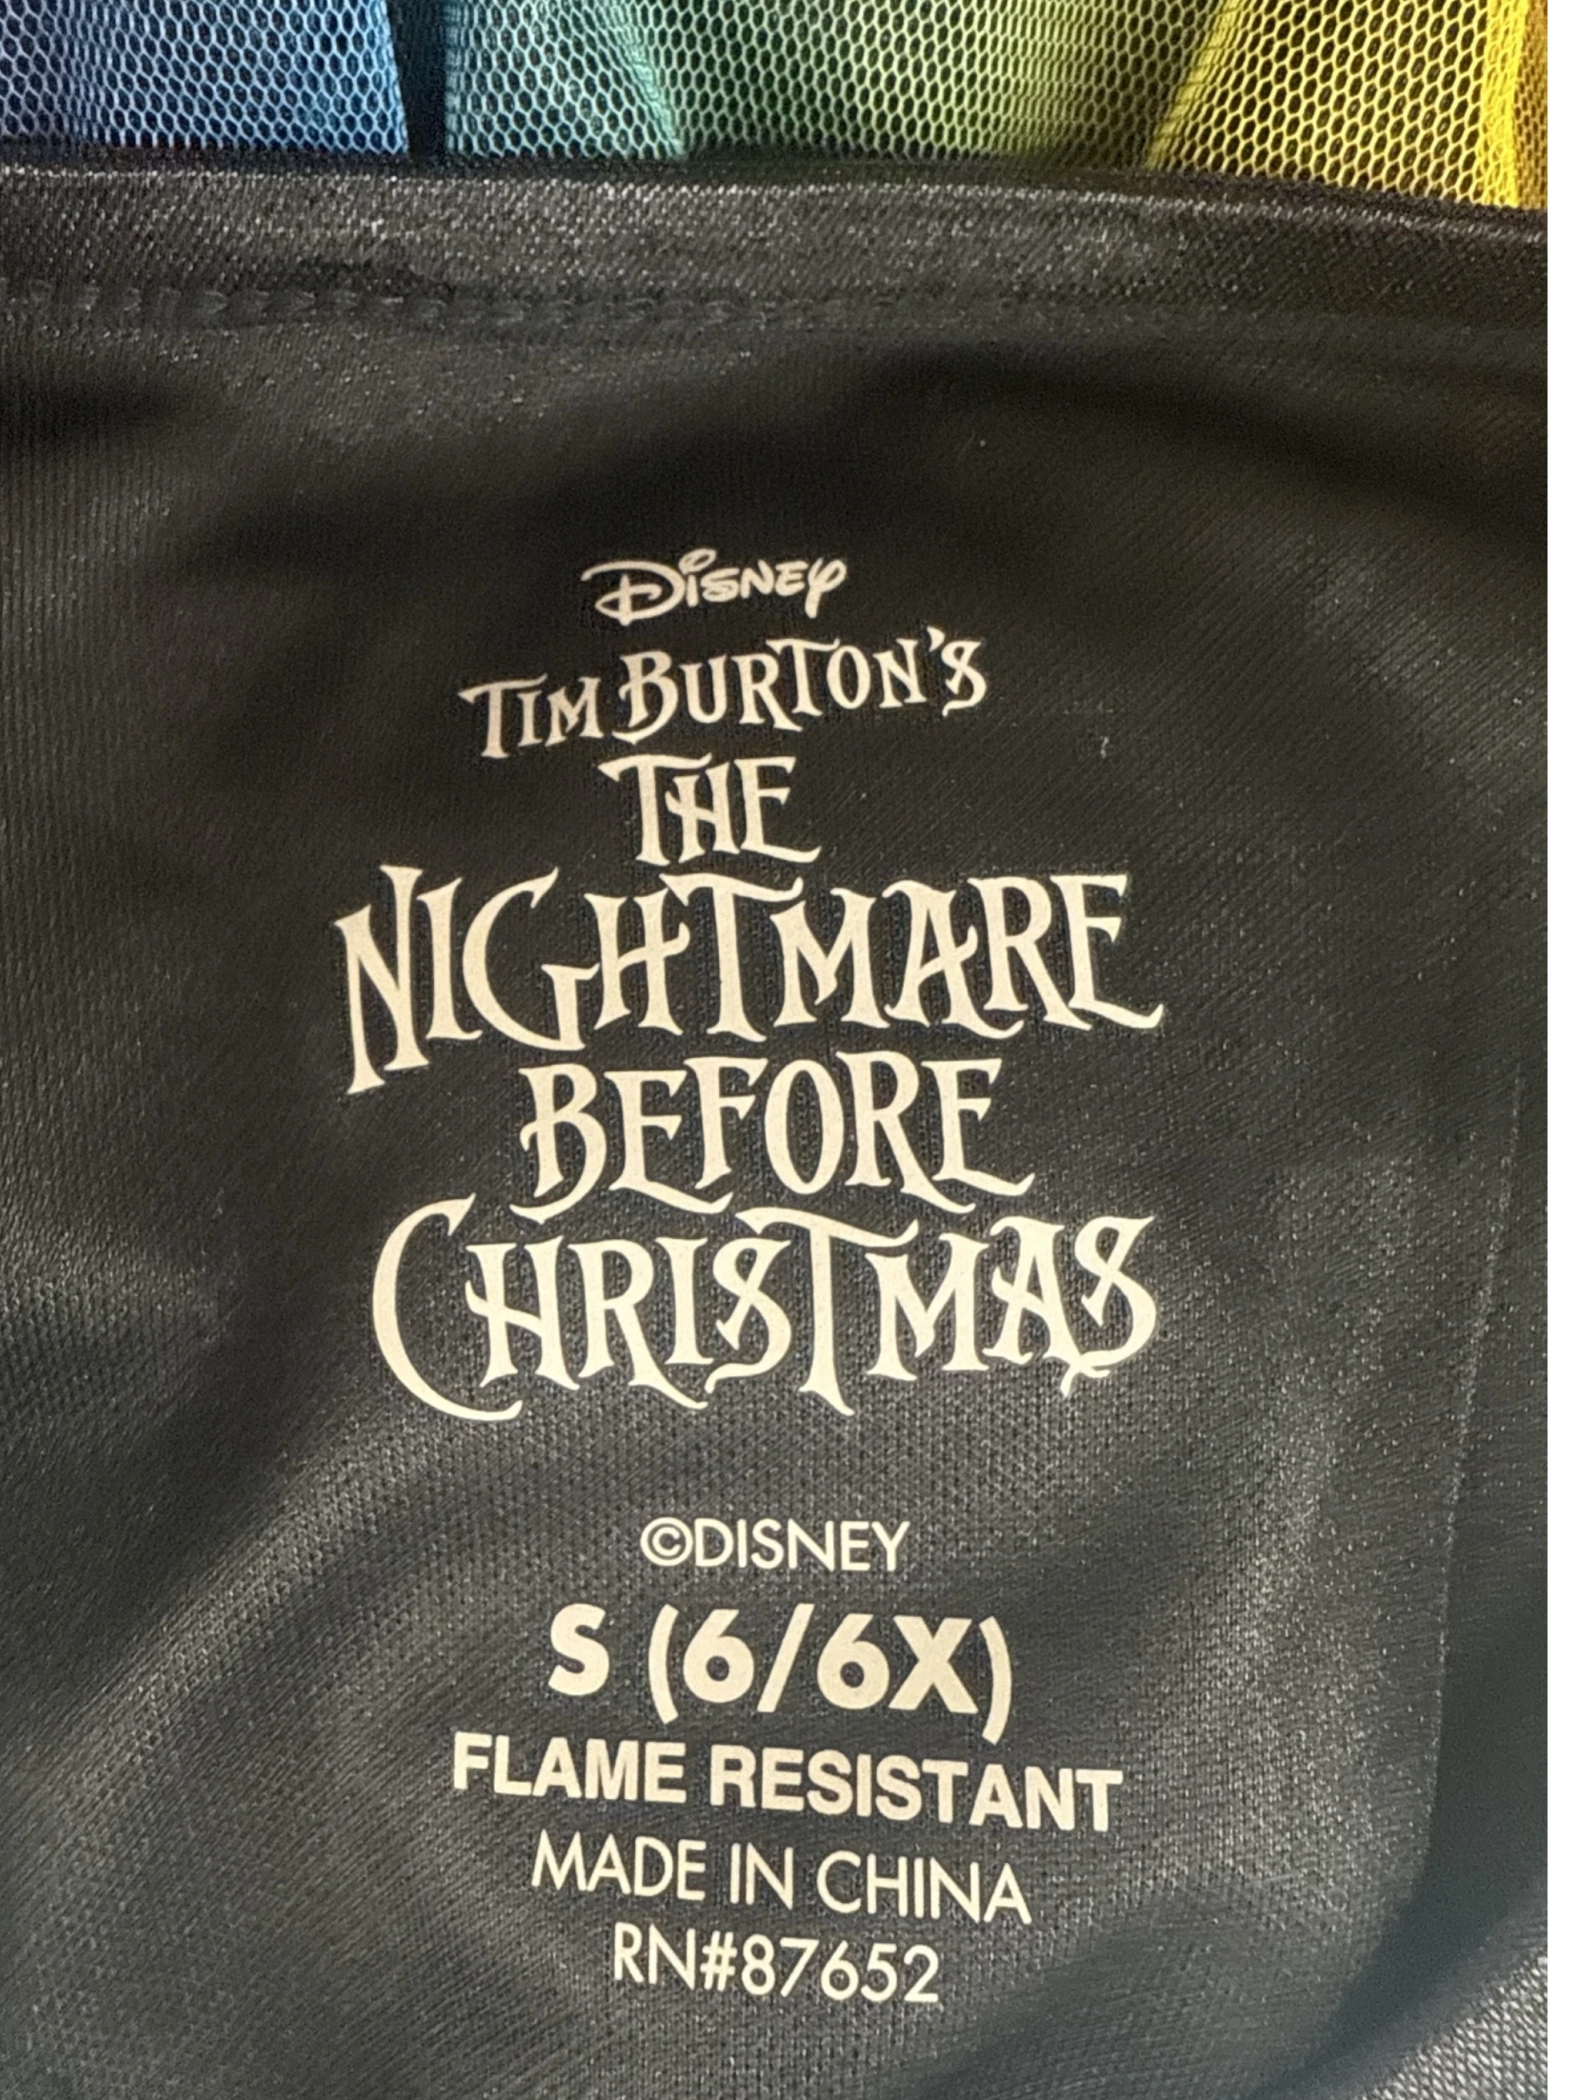 Disney
TIM BURTON'S
THE
NIGHTMARE
BEFORE
CHRISTMAS
©DISNEY
S (6/6X)
FLAME RESISTANT
MADE IN CHINA
RN#87652